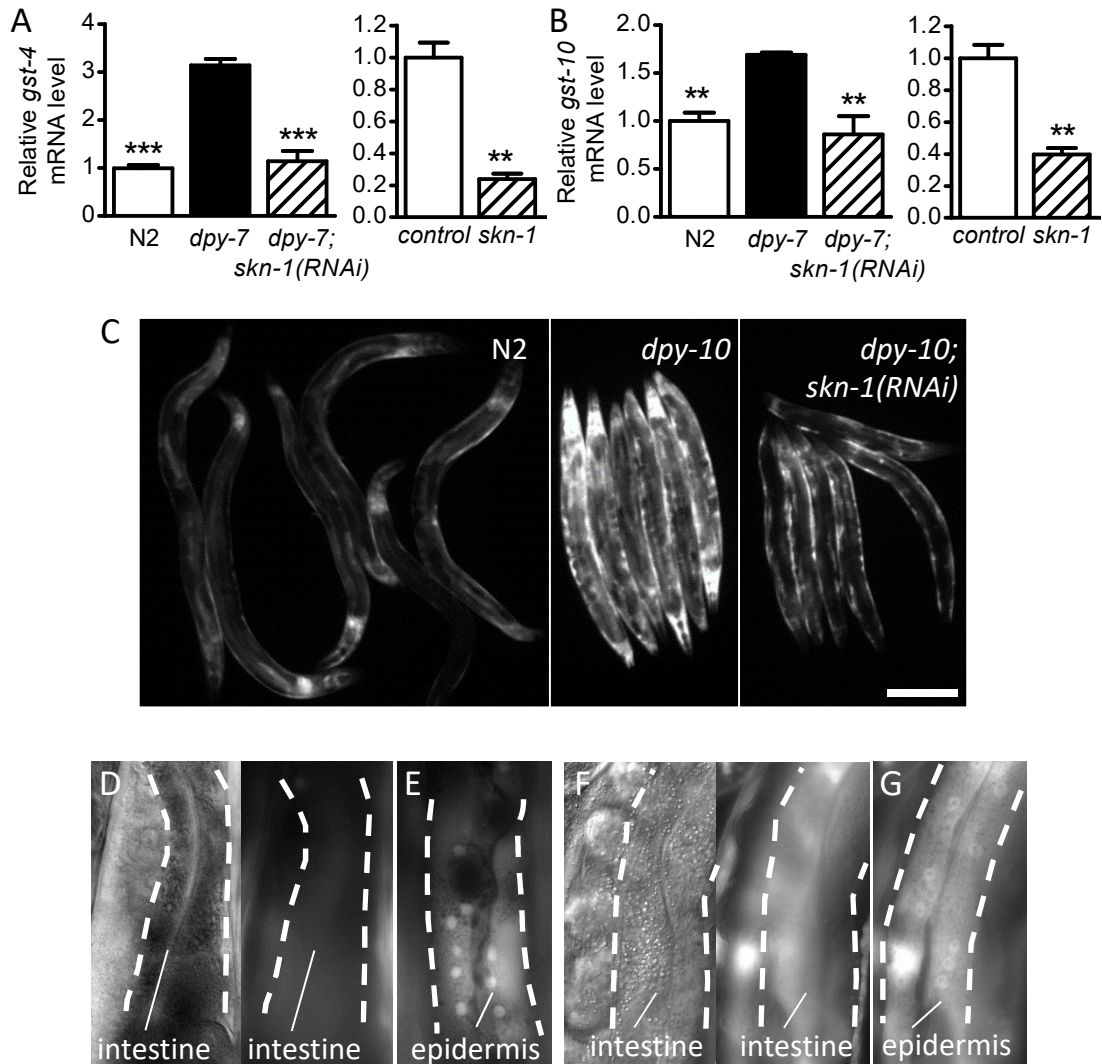 A
Relative gst-4
mRNA level
4
3
2
1
0
***
***
N2 dpy-7 dpy-7;
skn-1(RNAi)
1.2
1.0
0.8
0.6
0.4
0.2
0.0
**
control skn-1
B
Relative gst-10
mRNA level
2.0
1.5
1.0
0.5
0.0
**
**
N2 dpy-7 dpy-7;
skn-1(RNAi)
1.2
1.0
0.8
0.6
0.4
0.2
0.0
**
control skn-1
C
N2
dpy-10
dpy-10;
skn-1(RNAi)
D
intestine
intestine
E
epidermis
F
intestine
intestine
G
epidermis